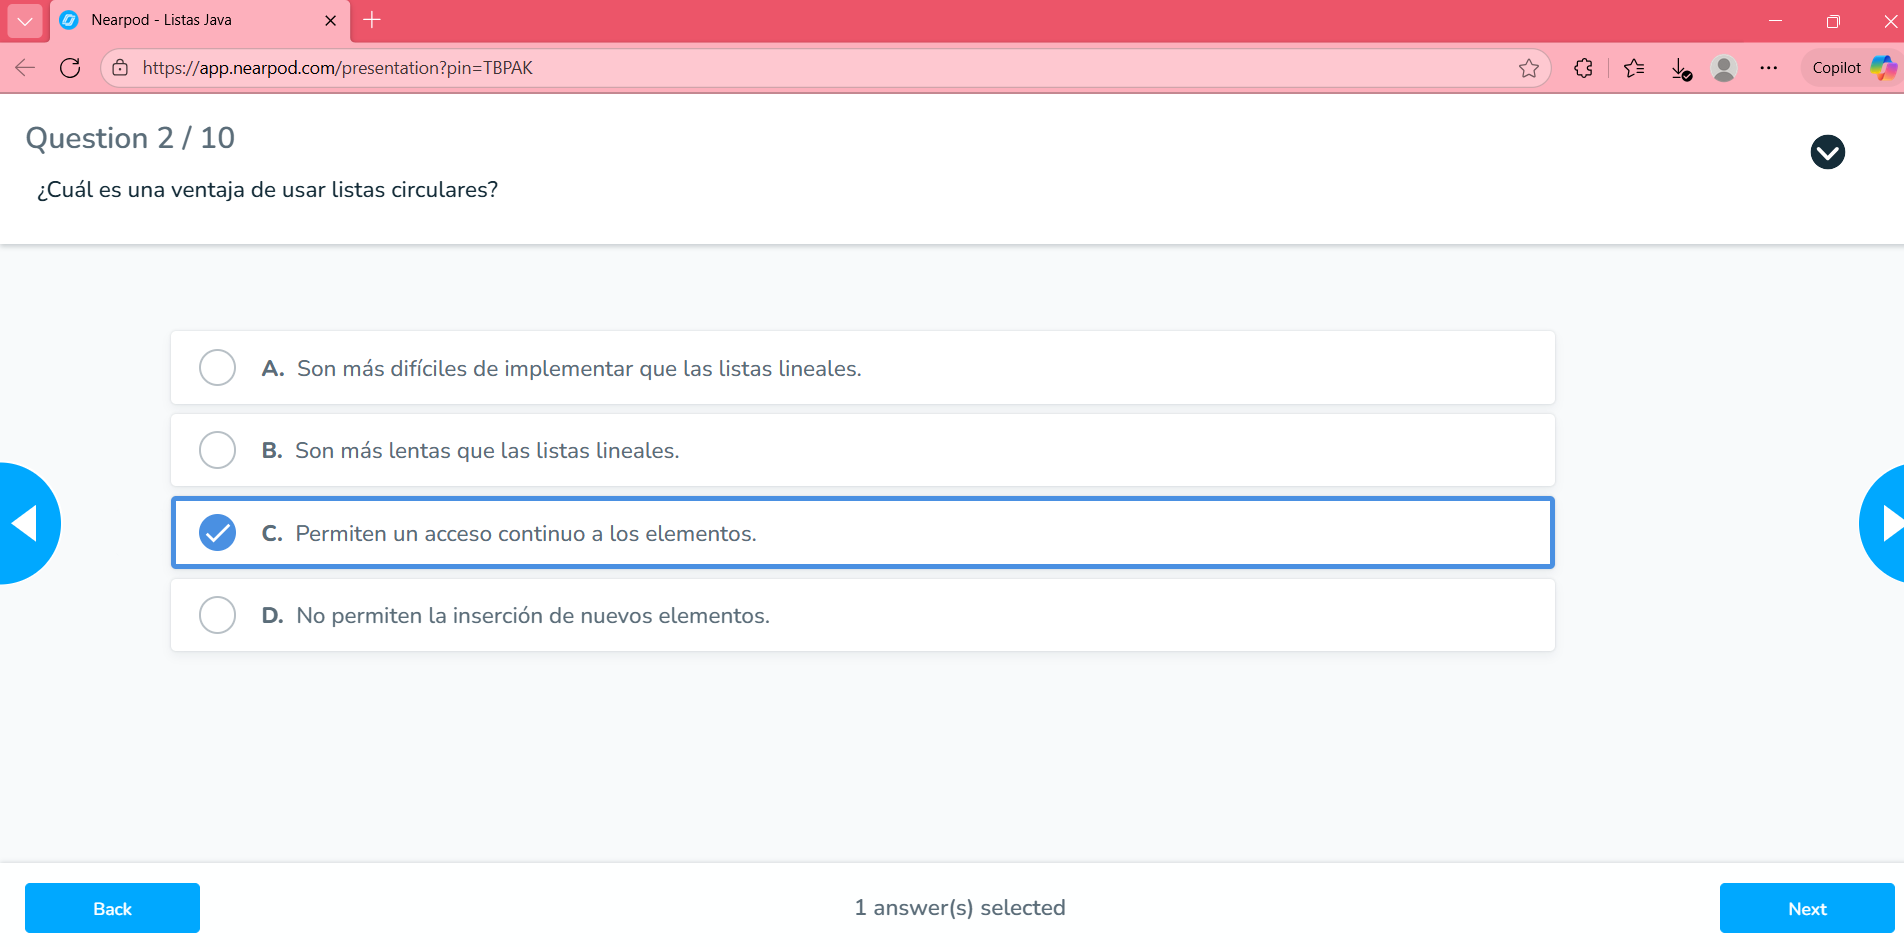 Nearpod - Listas Java
https://app.nearpod.com/presentation?pin=TBPAK
Copilot
Question 2 / 10
¿Cuál es una ventaja de usar listas circulares?
A. Son más difíciles de implementar que las listas lineales.
B. Son más lentas que las listas lineales.
C. Permiten un acceso continuo a los elementos.
D. No permiten la inserción de nuevos elementos.
Back
1 answer(s) selected
Next